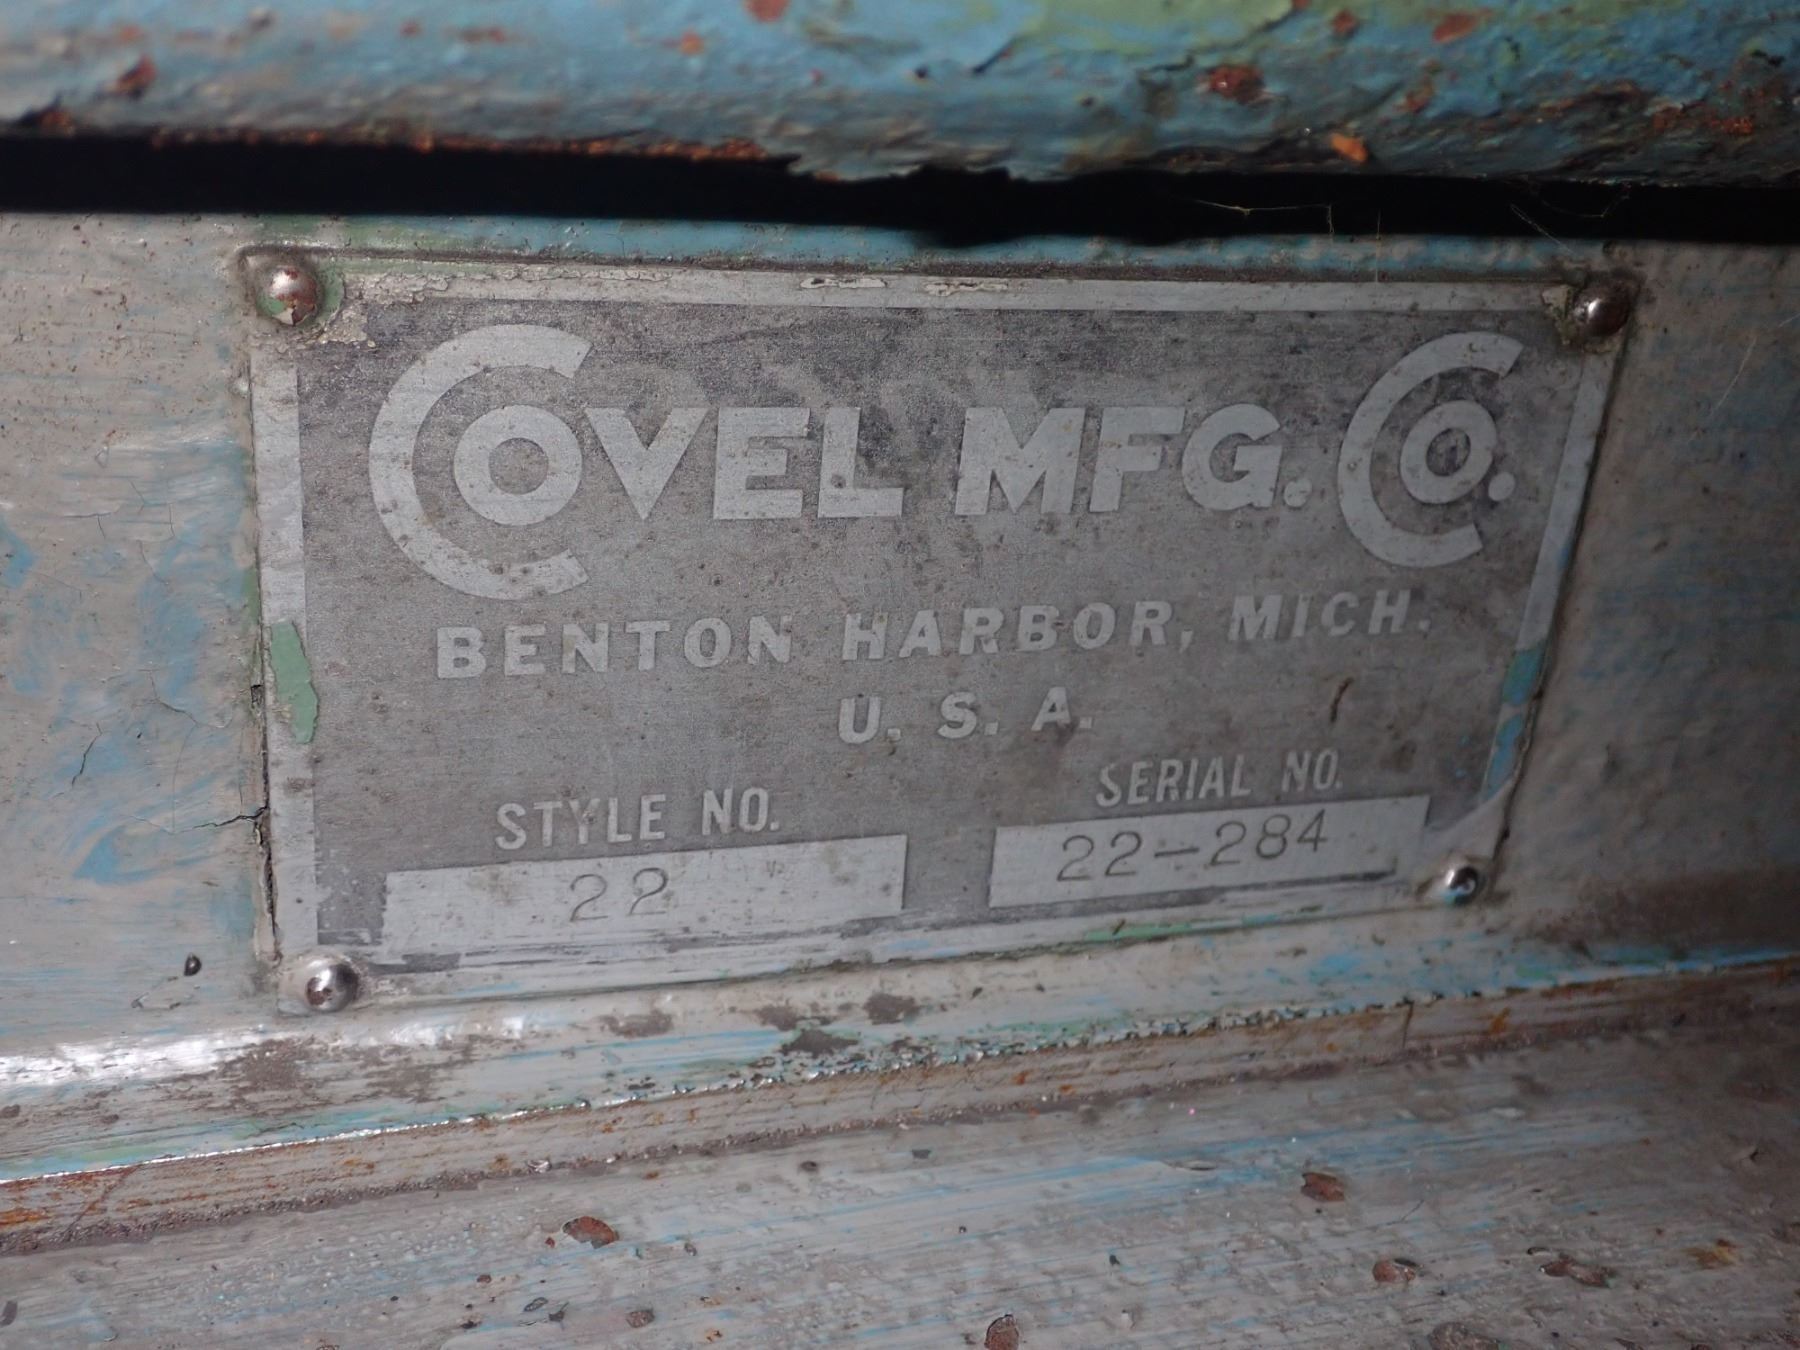 COVEL MFG. CO.
BENTON HARBOR, MICH.
U. S. A.
STYLE NO. SERIAL NO.
22 22-284